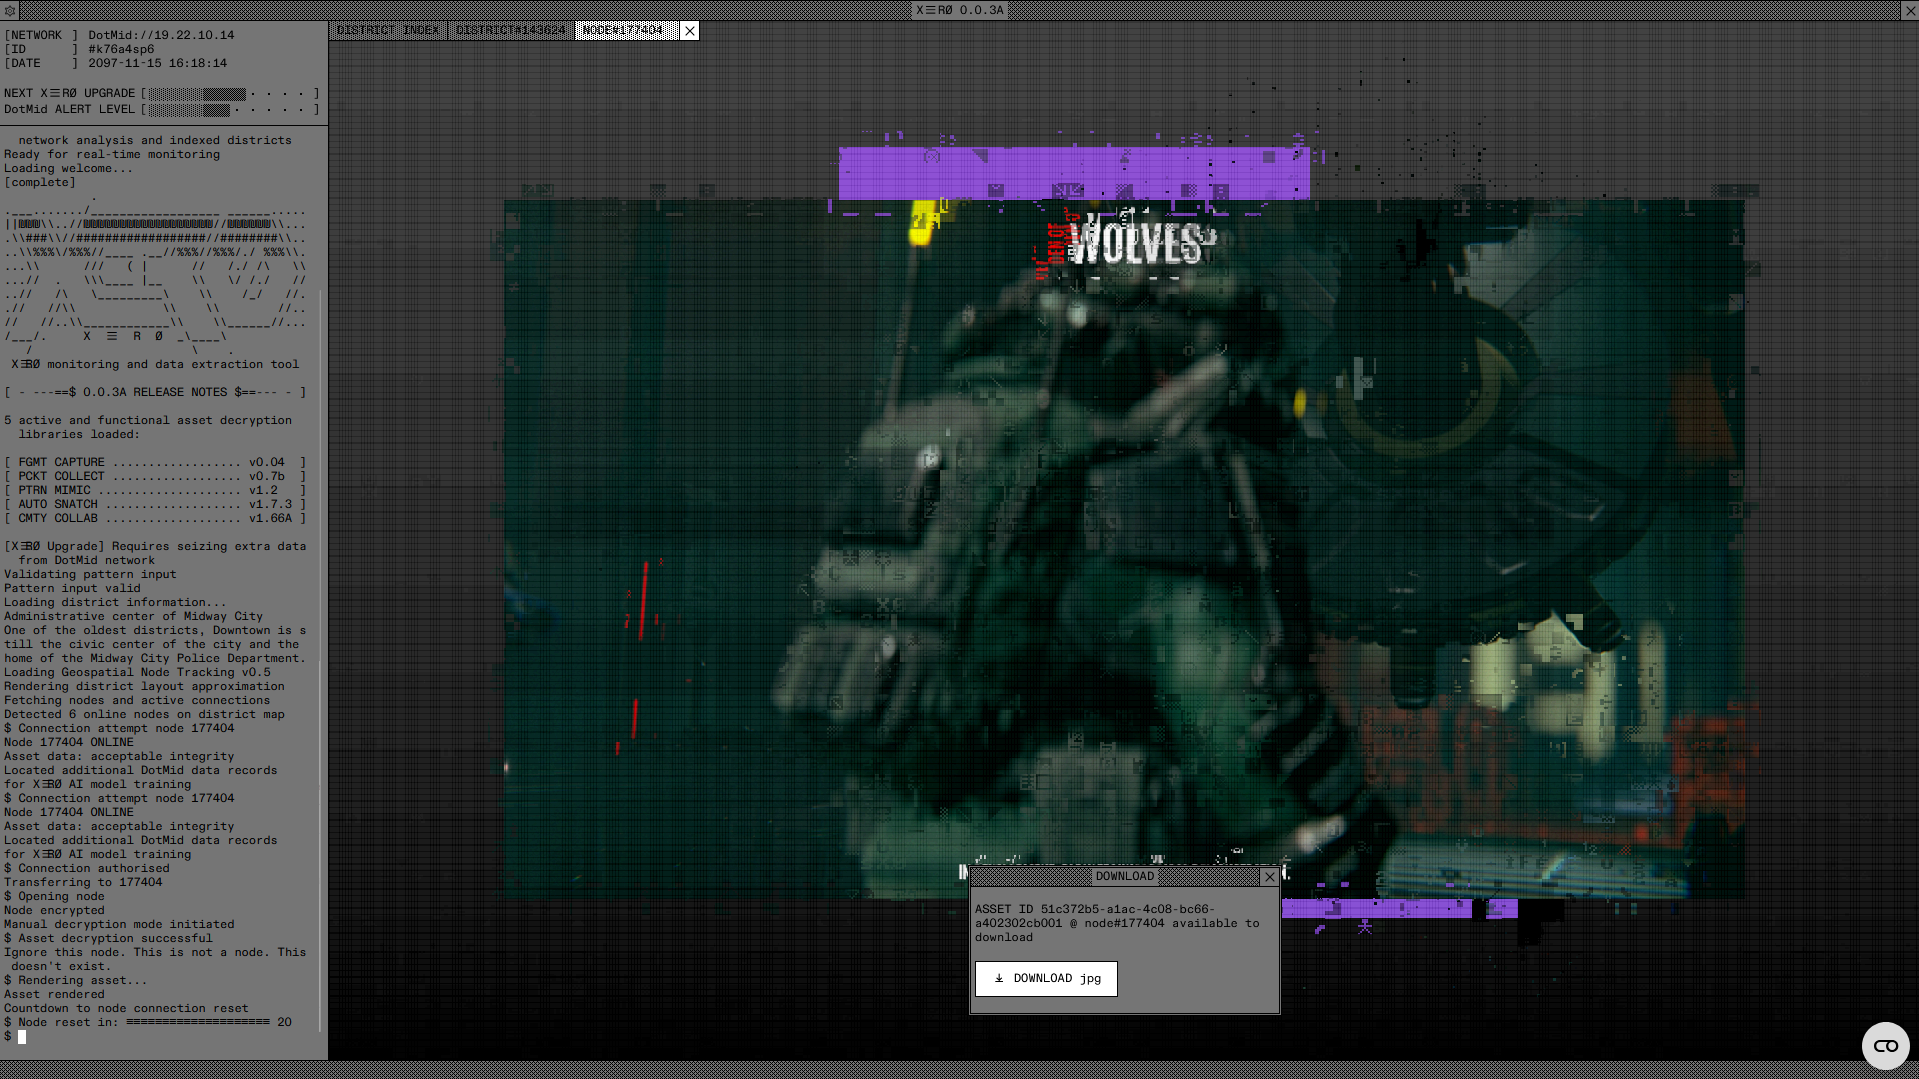 X☰RØ 0.0.3A
DISTRICT INDEX
DISTRICT#143624
NODE#177404
[NETWORK ] DotMid://19.22.10.14
[ID      ] #k76a4sp6
[DATE    ] 2097-11-15 16:18:14
NEXT X☰RØ UPGRADE
DotMid ALERT LEVEL
network analysis and indexed districts
Ready for real-time monitoring
Loading welcome...
[complete]
X ☰ R Ø
X☰RØ monitoring and data extraction tool
[ - ---==$ 0.0.3A RELEASE NOTES $==--- - ]
5 active and functional asset decryption
libraries loaded:
[ FGMT CAPTURE .................. v0.04  ]
[ PCKT COLLECT .................. v0.7b  ]
[ PTRN MIMIC .................... v1.2   ]
[ AUTO SNATCH ................... v1.7.3 ]
[ CMTY COLLAB ................... v1.66A ]
[X☰RØ Upgrade] Requires seizing extra data
from DotMid network
Validating pattern input
Pattern input valid
Loading district information...
Administrative center of Midway City
One of the oldest districts, Downtown is s
till the civic center of the city and the
home of the Midway City Police Department.
Loading Geospatial Node Tracking v0.5
Rendering district layout approximation
Fetching nodes and active connections
Detected 6 online nodes on district map
$ Connection attempt node 177404
Node 177404 ONLINE
Asset data: acceptable integrity
Located additional DotMid data records
for X☰RØ AI model training
$ Connection attempt node 177404
Node 177404 ONLINE
Asset data: acceptable integrity
Located additional DotMid data records
for X☰RØ AI model training
$ Connection authorised
Transferring to 177404
$ Opening node
Node encrypted
Manual decryption mode initiated
$ Asset decryption successful
Ignore this node. This is not a node. This
doesn't exist.
$ Rendering asset...
Asset rendered
Countdown to node connection reset
$ Node reset in: ==================== 20
$
DEN OF
WOLVES
DOWNLOAD
ASSET ID 51c372b5-a1ac-4c08-bc66-
a402302cb001 @ node#177404 available to
download
DOWNLOAD jpg